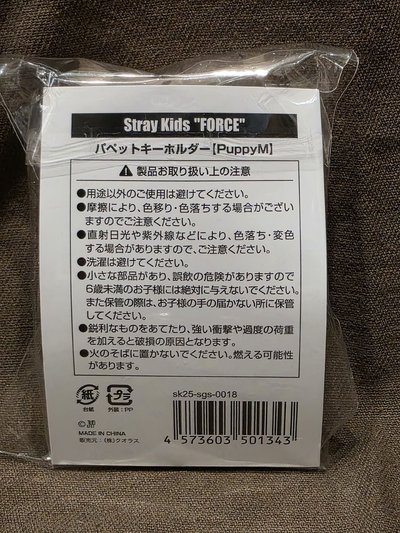 Stray Kids "FORCE"
パペットキーホルダー【PuppyM】
製品お取り扱い上の注意
●用途以外のご使用は避けてください。
●摩擦により、色移り・色落ちする場合がござい
ますのでご注意ください。
●直射日光や紫外線などにより、色落ち・変色
する場合がありますので、ご注意ください。
●洗濯は避けてください。
●小さな部品があり、誤飲の危険がありますので
6歳未満のお子様には絶対に与えないでください。
また保管の際は、お子様の手の届かない所に保管
してください。
●鋭利なものをあてたり、強い衝撃や過度の荷重
を加えると破損の原因となります。
●火のそばに置かないでください。燃える可能性
があります。
紙
台紙
プラ
外装:PP
sk25-sgs-0018
©
MADE IN CHINA
販売元:(株)クオラス
4 573603 501343